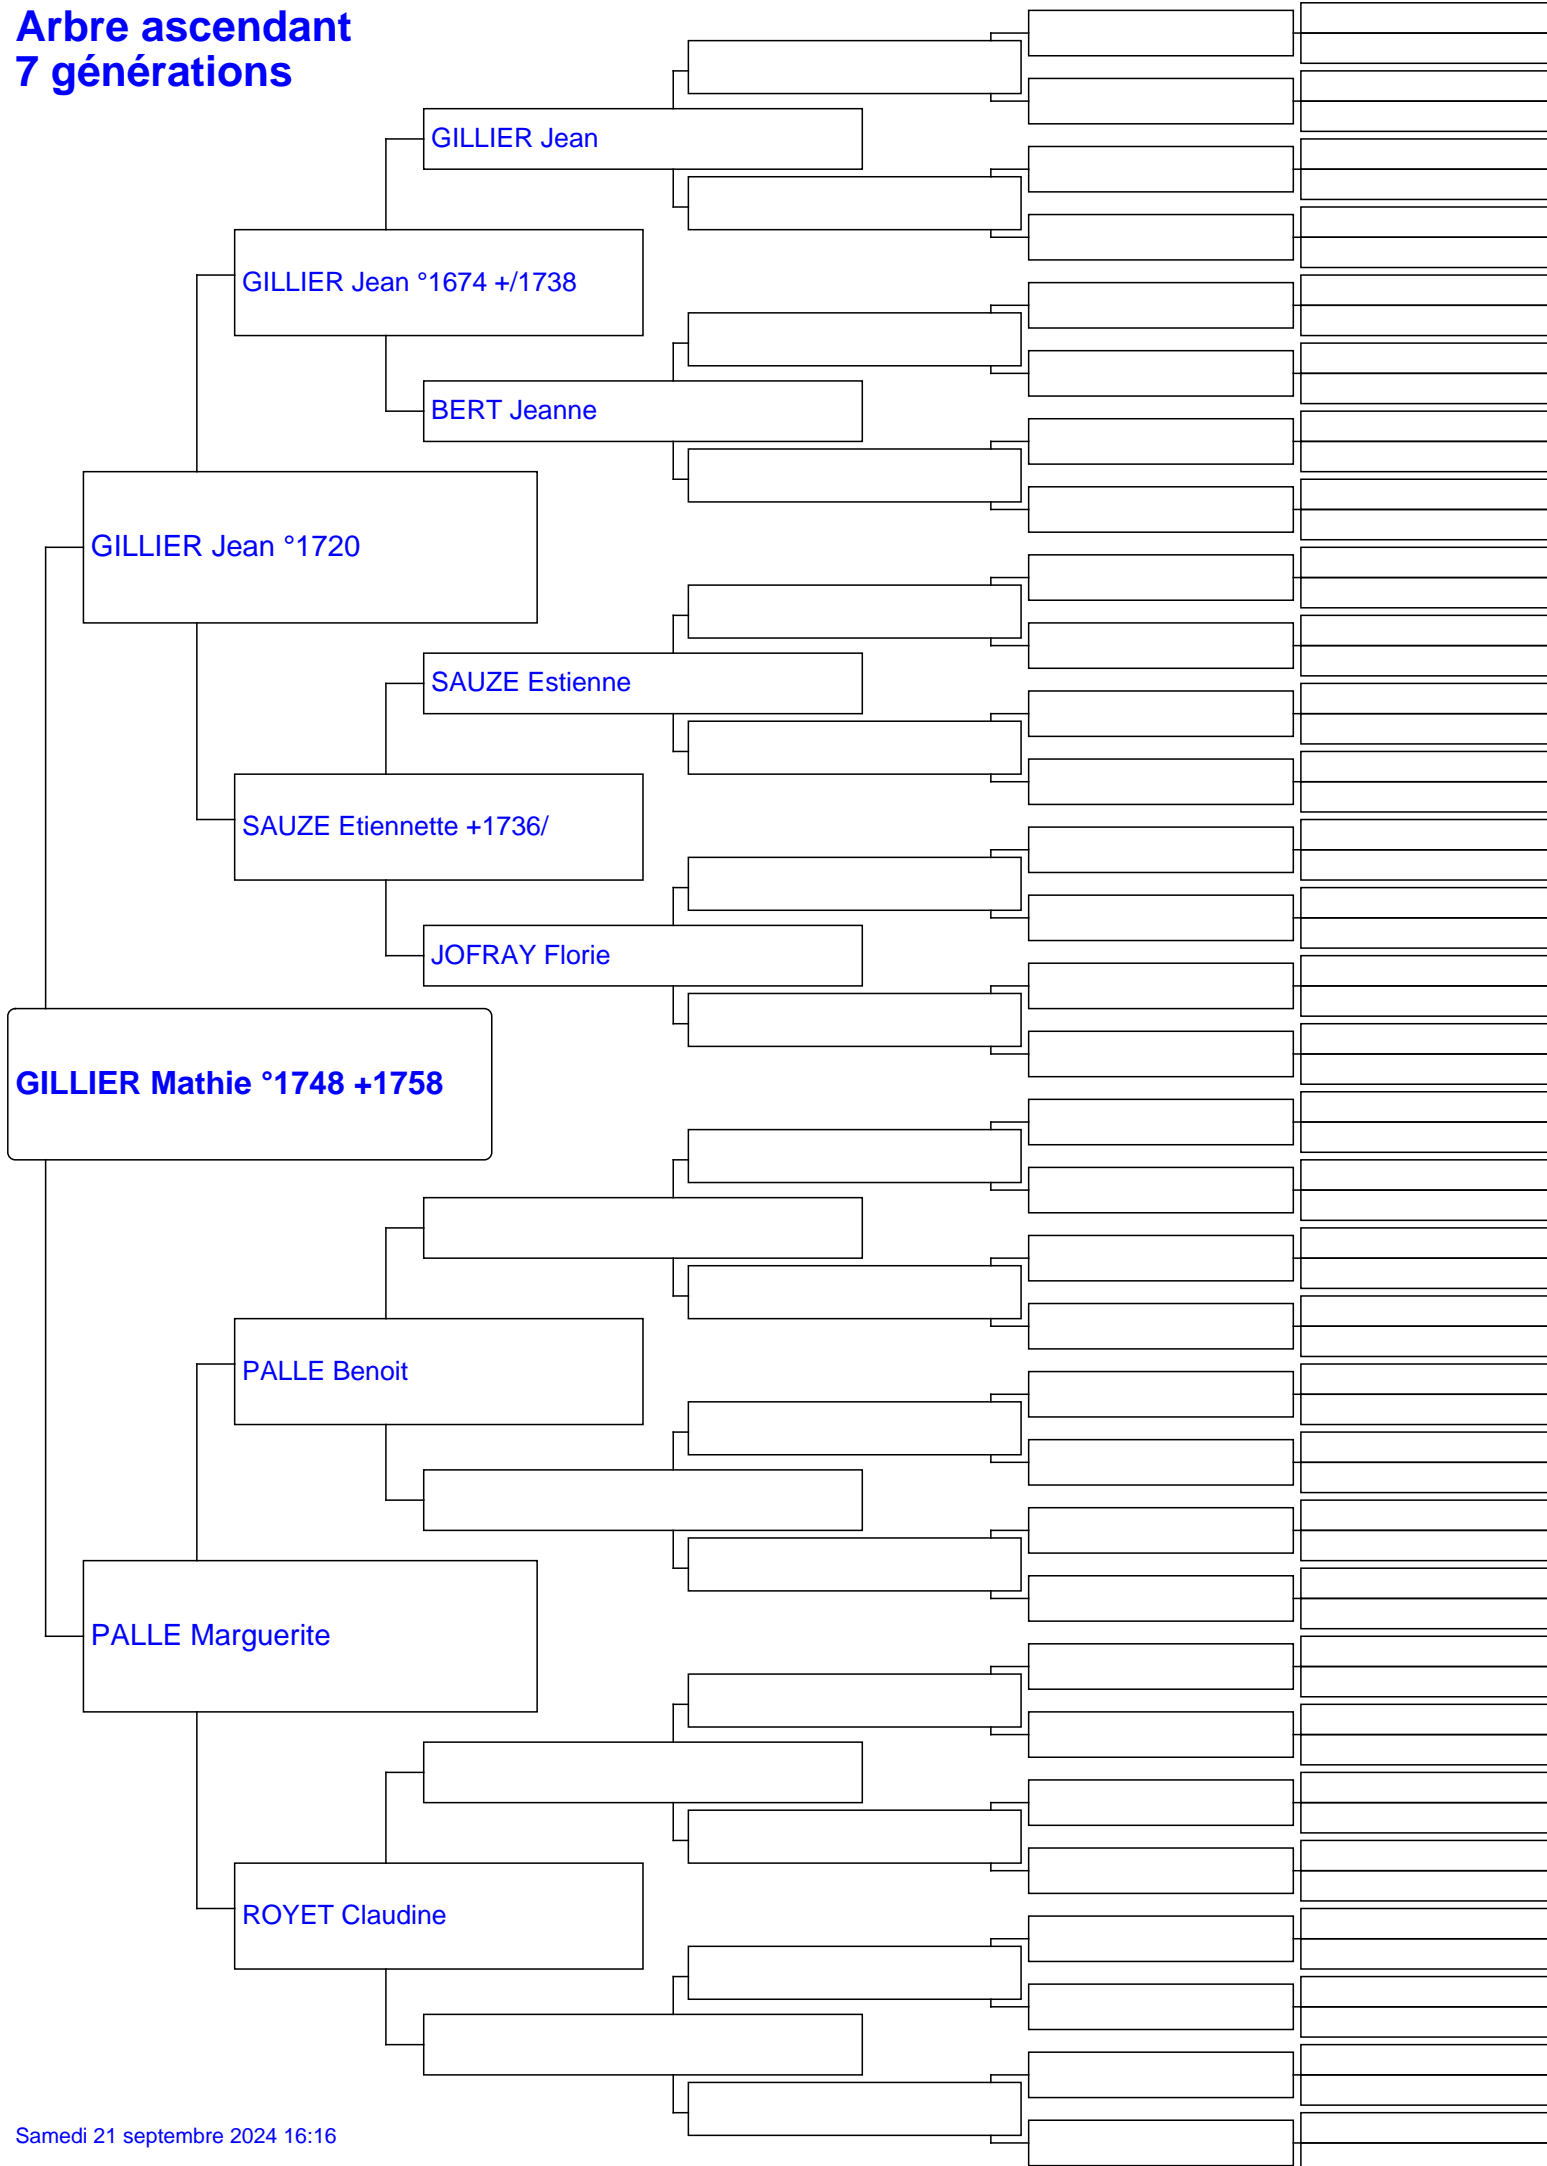 Arbre ascendant
7 générations
GILLIER Jean
GILLIER Jean °1674 +/1738
BERT Jeanne
GILLIER Jean °1720
SAUZE Estienne
SAUZE Etiennette +1736/
JOFRAY Florie
GILLIER Mathie °1748 +1758
PALLE Benoit
PALLE Marguerite
ROYET Claudine
Samedi 21 septembre 2024 16:16